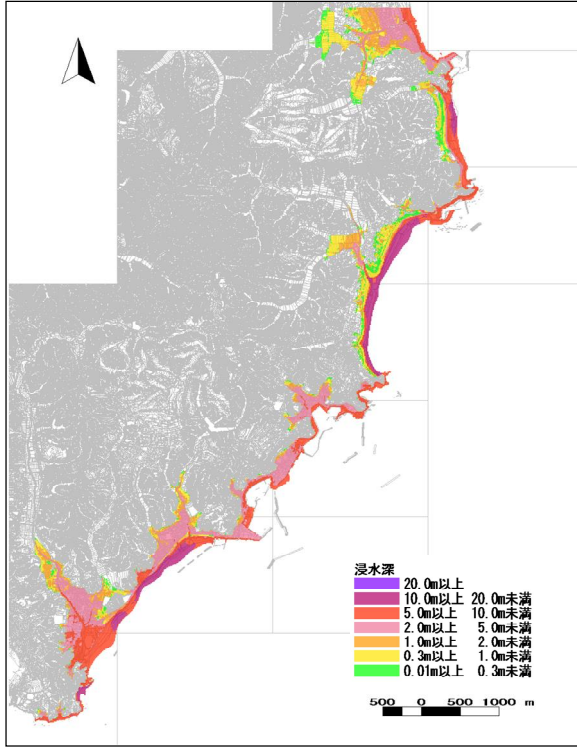 浸水深
20.0m以上
10.0m以上 20.0m未満
5.0m以上 10.0m未満
2.0m以上 5.0m未満
1.0m以上 2.0m未満
0.3m以上 1.0m未満
0.01m以上 0.3m未満
500 0 500 1000 m